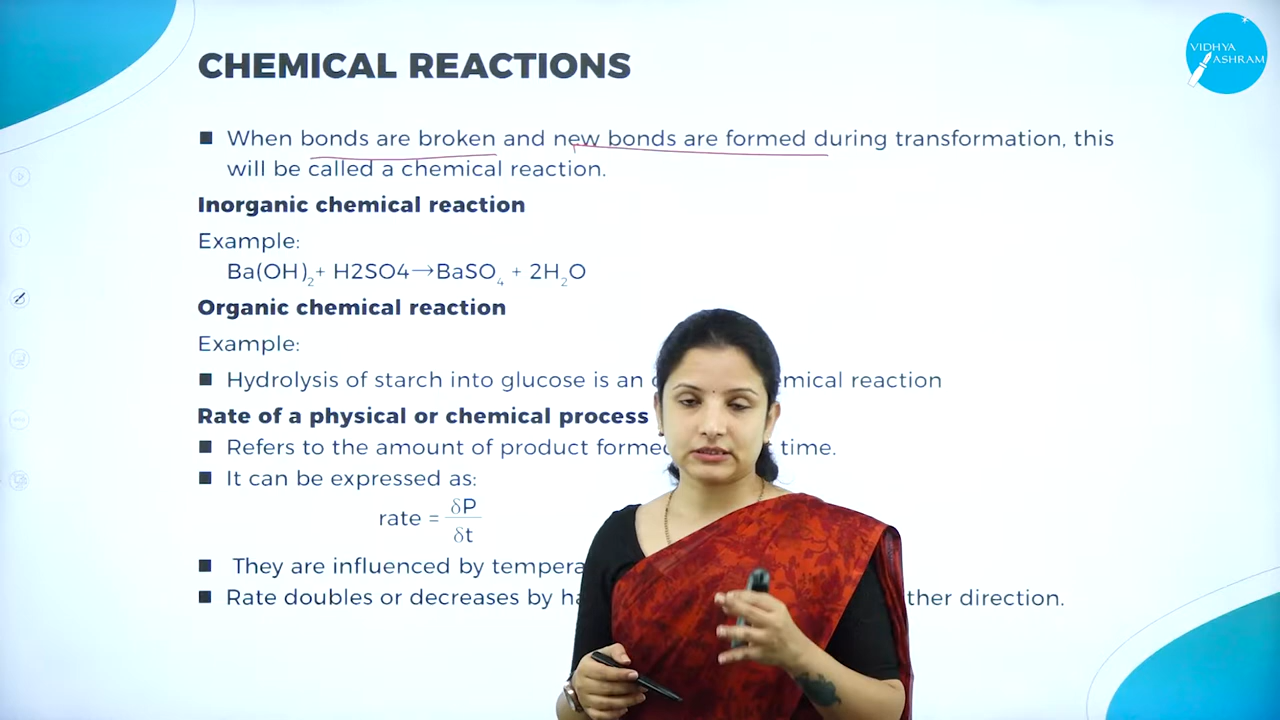 VIDHYA
ASHRAM
CHEMICAL REACTIONS
When bonds are broken and new bonds are formed during transformation, this
will be called a chemical reaction.
Inorganic chemical reaction
Example:
Ba(OH)₂+ H2SO4→BaSO₄ + 2H₂O
Organic chemical reaction
Example:
Hydrolysis of starch into glucose is an emical reaction
Rate of a physical or chemical process
Refers to the amount of product forme time.
It can be expressed as:
rate = δP
δt
They are influenced by tempera
Rate doubles or decreases by ther direction.